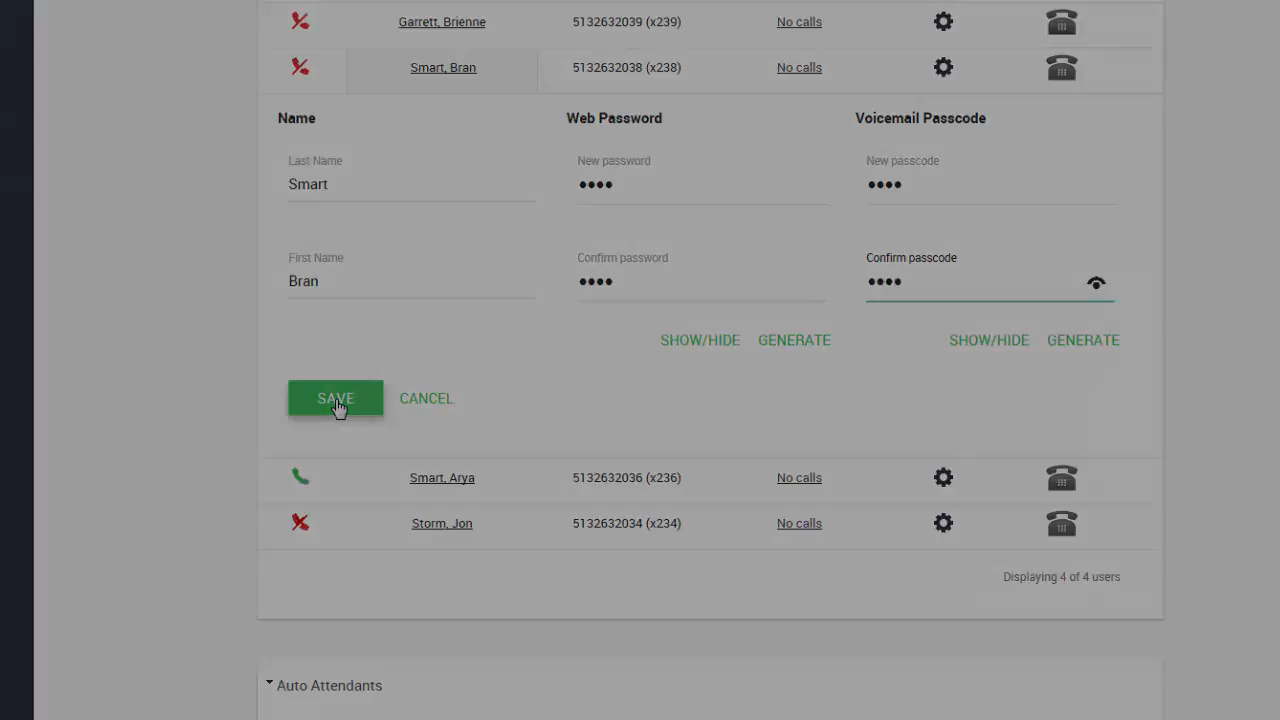 Garrett, Brienne 5132632039 (x239) No calls
Smart, Bran 5132632038 (x238) No calls
Name Web Password Voicemail Passcode
Last Name New password New passcode
Smart •••• ••••
First Name Confirm password Confirm passcode
Bran •••• ••••
SHOW/HIDE GENERATE SHOW/HIDE GENERATE
SAVE CANCEL
Smart, Arya 5132632036 (x236) No calls
Storm, Jon 5132632034 (x234) No calls
Displaying 4 of 4 users
Auto Attendants